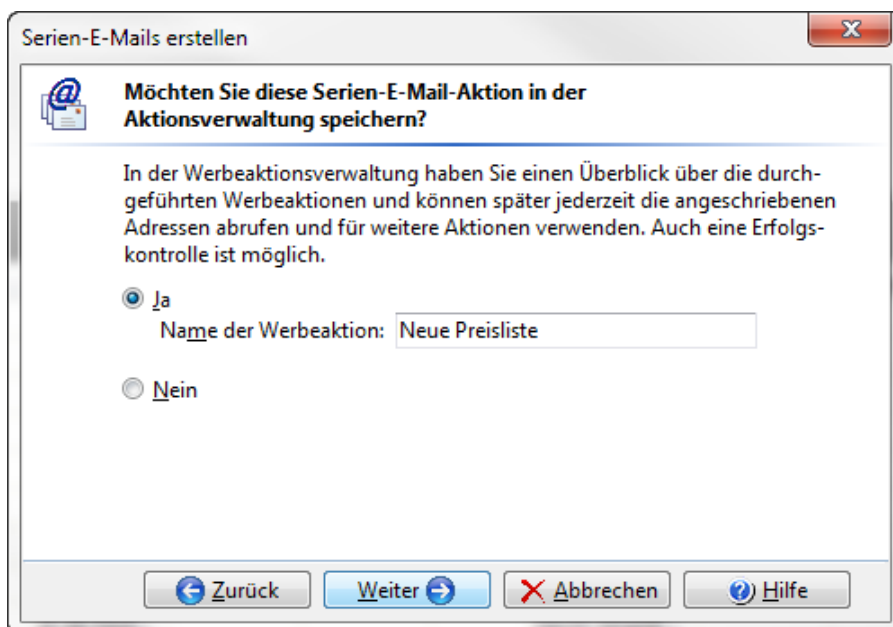 Serien-E-Mails erstellen
Möchten Sie diese Serien-E-Mail-Aktion in der
Aktionsverwaltung speichern?
In der Werbeaktionsverwaltung haben Sie einen Überblick über die durch-
geführten Werbeaktionen und können später jederzeit die angeschriebenen
Adressen abrufen und für weitere Aktionen verwenden. Auch eine Erfolgs-
kontrolle ist möglich.
Ja
Name der Werbeaktion: Neue Preisliste
Nein
Zurück Weiter Abbrechen Hilfe